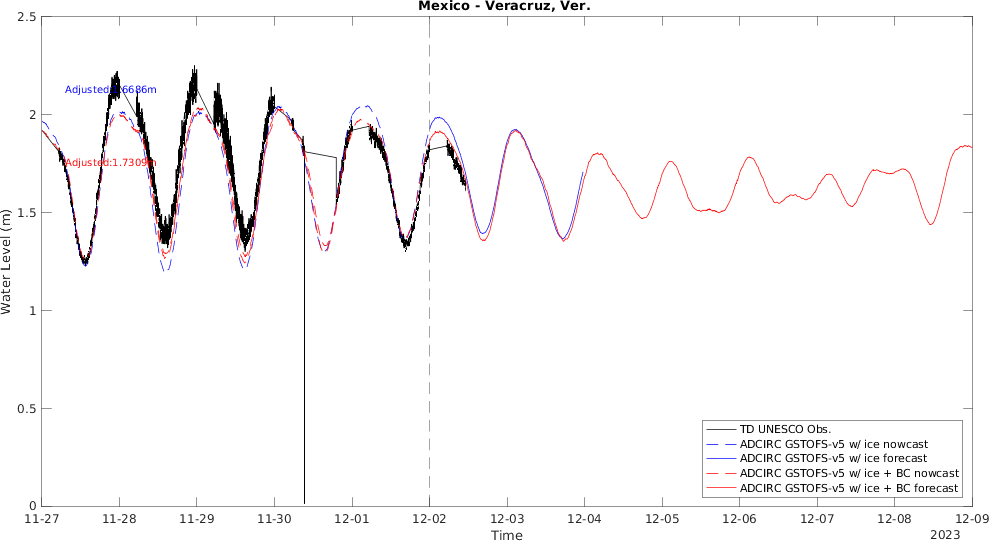 Mexico - Veracruz, Ver.
2.5
2
1.5
1
0.5
0
Water Level (m)
Adjusted:1.7309m
11-27 11-28 11-29 11-30 12-01 12-02 12-03 12-04 12-05 12-06 12-07 12-08 12-09
Time
2023
TD UNESCO Obs.
ADCIRC GSTOFS-v5 w/ ice nowcast
ADCIRC GSTOFS-v5 w/ ice forecast
ADCIRC GSTOFS-v5 w/ ice + BC nowcast
ADCIRC GSTOFS-v5 w/ ice + BC forecast